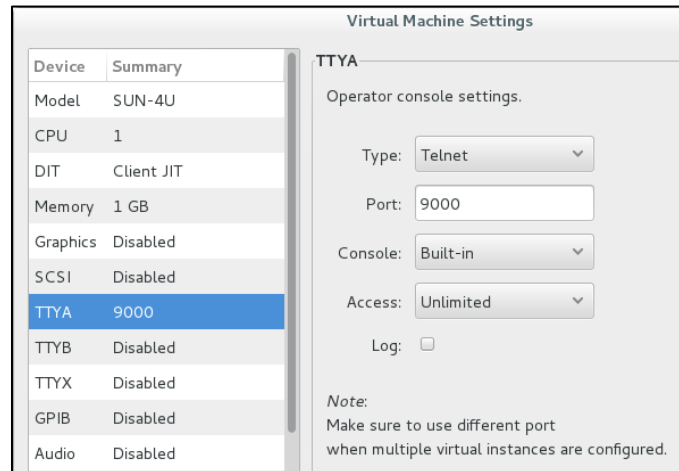 Virtual Machine Settings
Device Summary
Model SUN-4U
CPU 1
DIT Client JIT
Memory 1 GB
Graphics Disabled
SCSI Disabled
TTYA 9000
TTYB Disabled
TTYX Disabled
GPIB Disabled
Audio Disabled
TTYA
Operator console settings.
Type: Telnet
Port: 9000
Console: Built-in
Access: Unlimited
Log:
Note:
Make sure to use different port
when multiple virtual instances are configured.